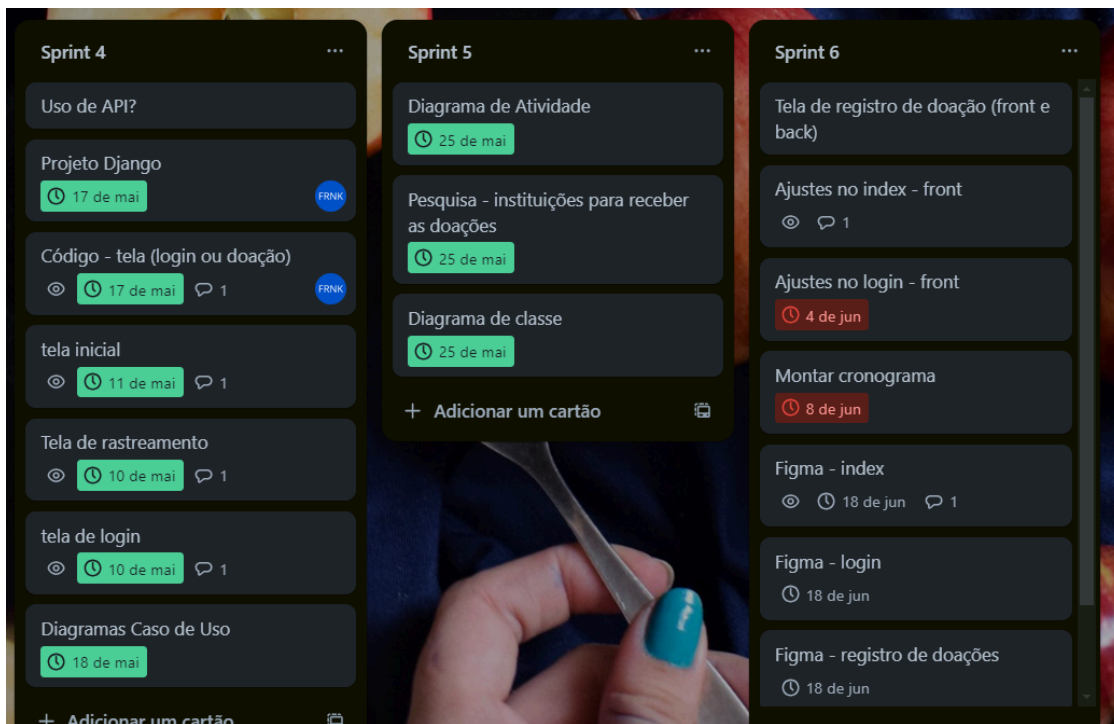 Sprint 4
Uso de API?
Projeto Django
17 de mai
FRNK
Código - tela (login ou doação)
17 de mai
1
FRNK
tela inicial
11 de mai
1
Tela de rastreamento
10 de mai
1
tela de login
10 de mai
1
Diagramas Caso de Uso
18 de mai
+ Adicionar um cartão
Sprint 5
Diagrama de Atividade
25 de mai
Pesquisa - instituições para receber
as doações
25 de mai
Diagrama de classe
25 de mai
+ Adicionar um cartão
Sprint 6
Tela de registro de doação (front e
back)
Ajustes no index - front
1
Ajustes no login - front
4 de jun
Montar cronograma
8 de jun
Figma - index
18 de jun
1
Figma - login
18 de jun
Figma - registro de doações
18 de jun